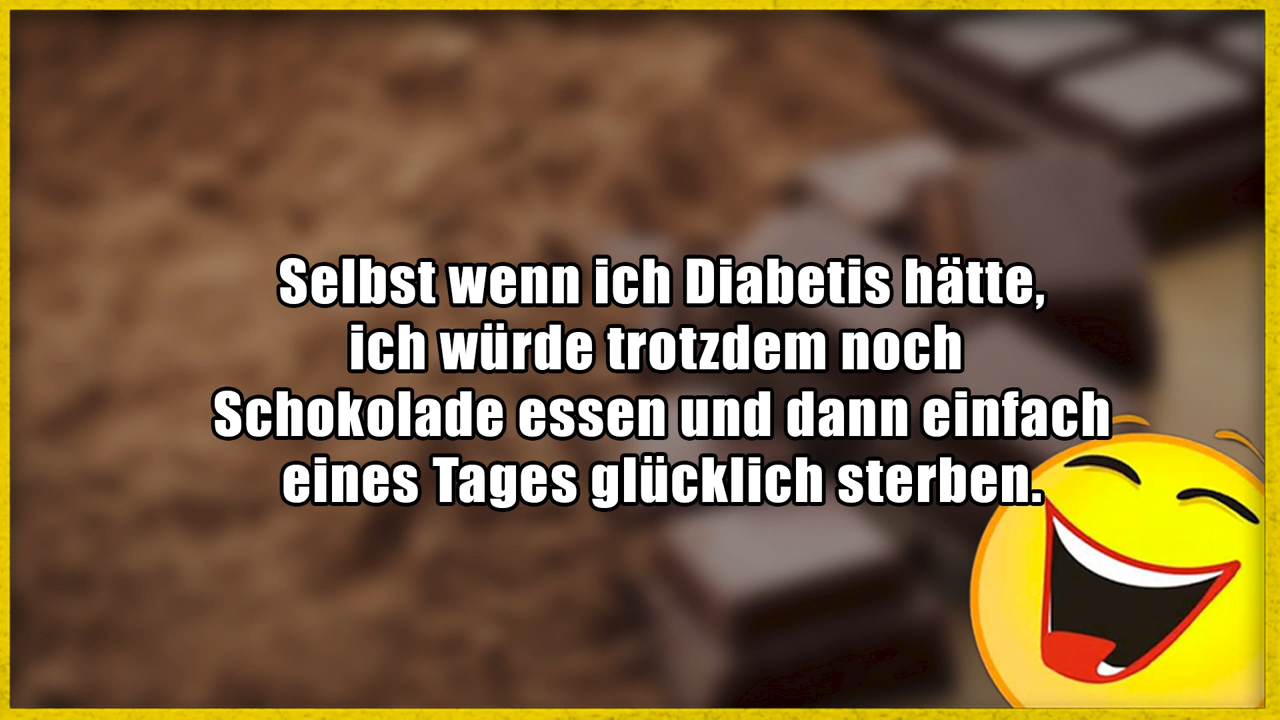 Selbst wenn ich Diabetis hätte,
ich würde trotzdem noch
Schokolade essen und dann einfach
eines Tages glücklich sterben.